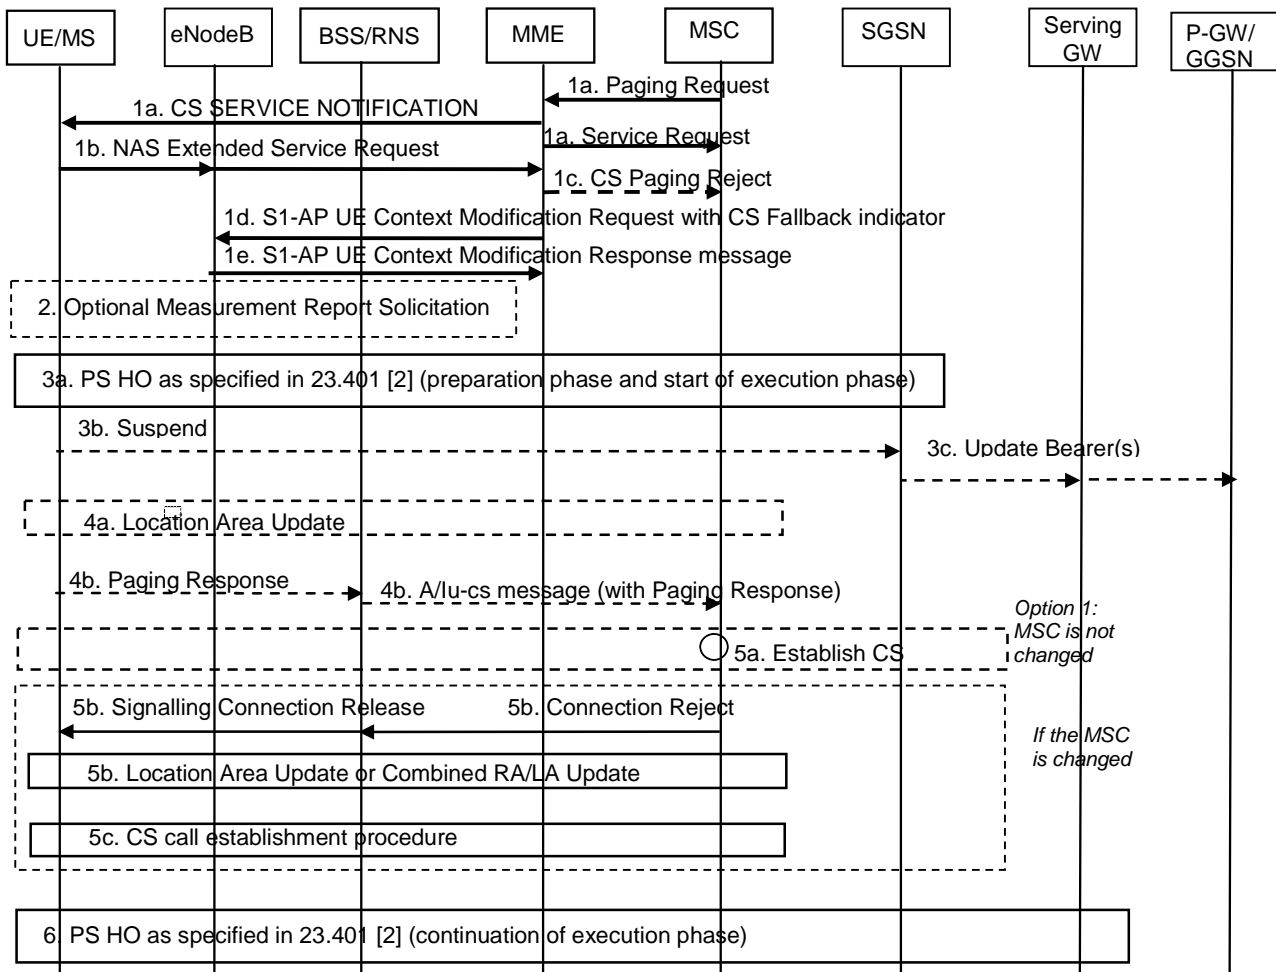 UE/MS
eNodeB
BSS/RNS
MME
MSC
SGSN
Serving
GW
P-GW/
GGSN
1a. Paging Request
1a. CS SERVICE NOTIFICATION
1a. Service Request
1b. NAS Extended Service Request
1c. CS Paging Reject
1d. S1-AP UE Context Modification Request with CS Fallback indicator
1e. S1-AP UE Context Modification Response message
2. Optional Measurement Report Solicitation
3a. PS HO as specified in 23.401 [2] (preparation phase and start of execution phase)
3b. Suspend
3c. Update Bearer(s)
4a. Location Area Update
4b. Paging Response
4b. A/Iu-cs message (with Paging Response)
Option 1:
MSC is not
changed
5a. Establish CS
5b. Signalling Connection Release
5b. Connection Reject
If the MSC
is changed
5b. Location Area Update or Combined RA/LA Update
5c. CS call establishment procedure
6. PS HO as specified in 23.401 [2] (continuation of execution phase)